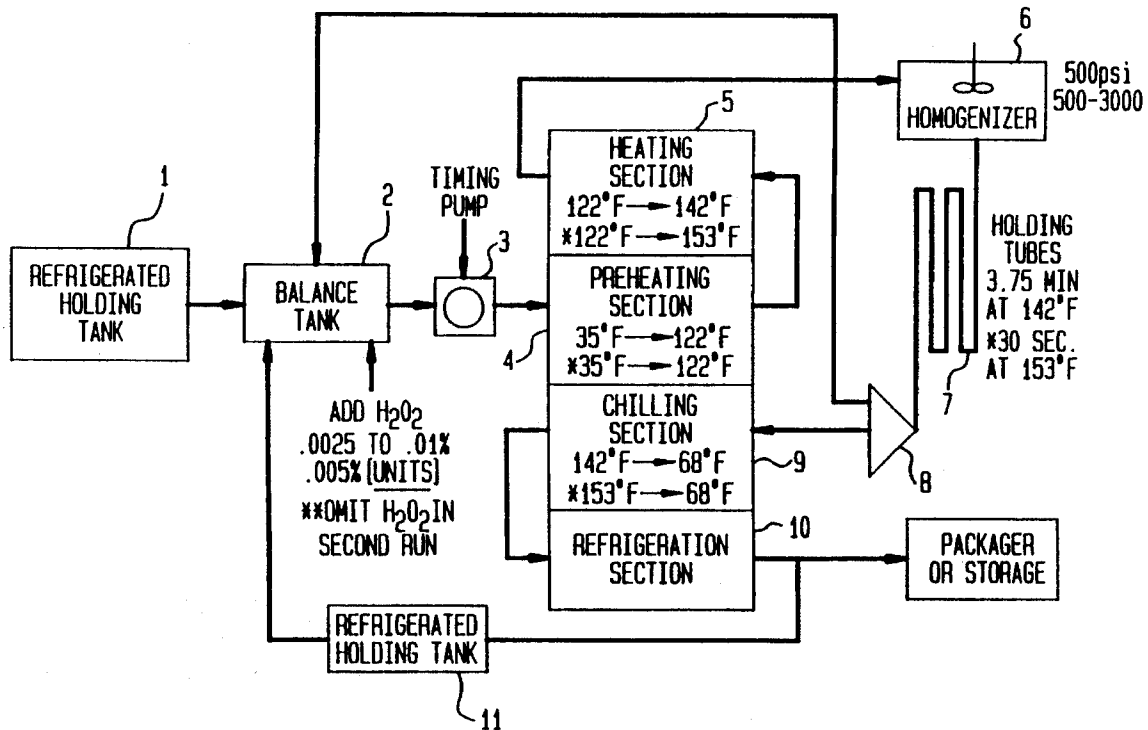 1
REFRIGERATED
HOLDING
TANK
2
BALANCE
TANK
TIMING
PUMP
3
ADD H₂O₂
.0025 TO .01%
.005% (UNITS)
**OMIT H₂O₂IN
SECOND RUN
5
HEATING
SECTION
122°F→142°F
*122°F→153°F
4
PREHEATING
SECTION
35°F→122°F
*35°F→122°F
CHILLING
SECTION
142°F→68°F
*153°F→68°F
9
REFRIGERATION
SECTION
10
6
HOMOGENIZER
500psi
500-3000
HOLDING
TUBES
3.75 MIN
AT 142°F
*30 SEC.
AT 153°F
7
8
PACKAGER
OR STORAGE
REFRIGERATED
HOLDING TANK
11